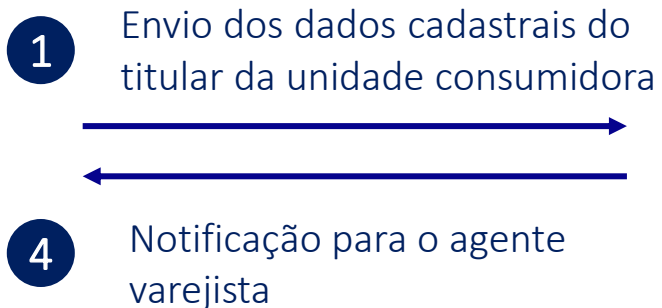 1
Envio dos dados cadastrais do
titular da unidade consumidora
4
Notificação para o agente
varejista